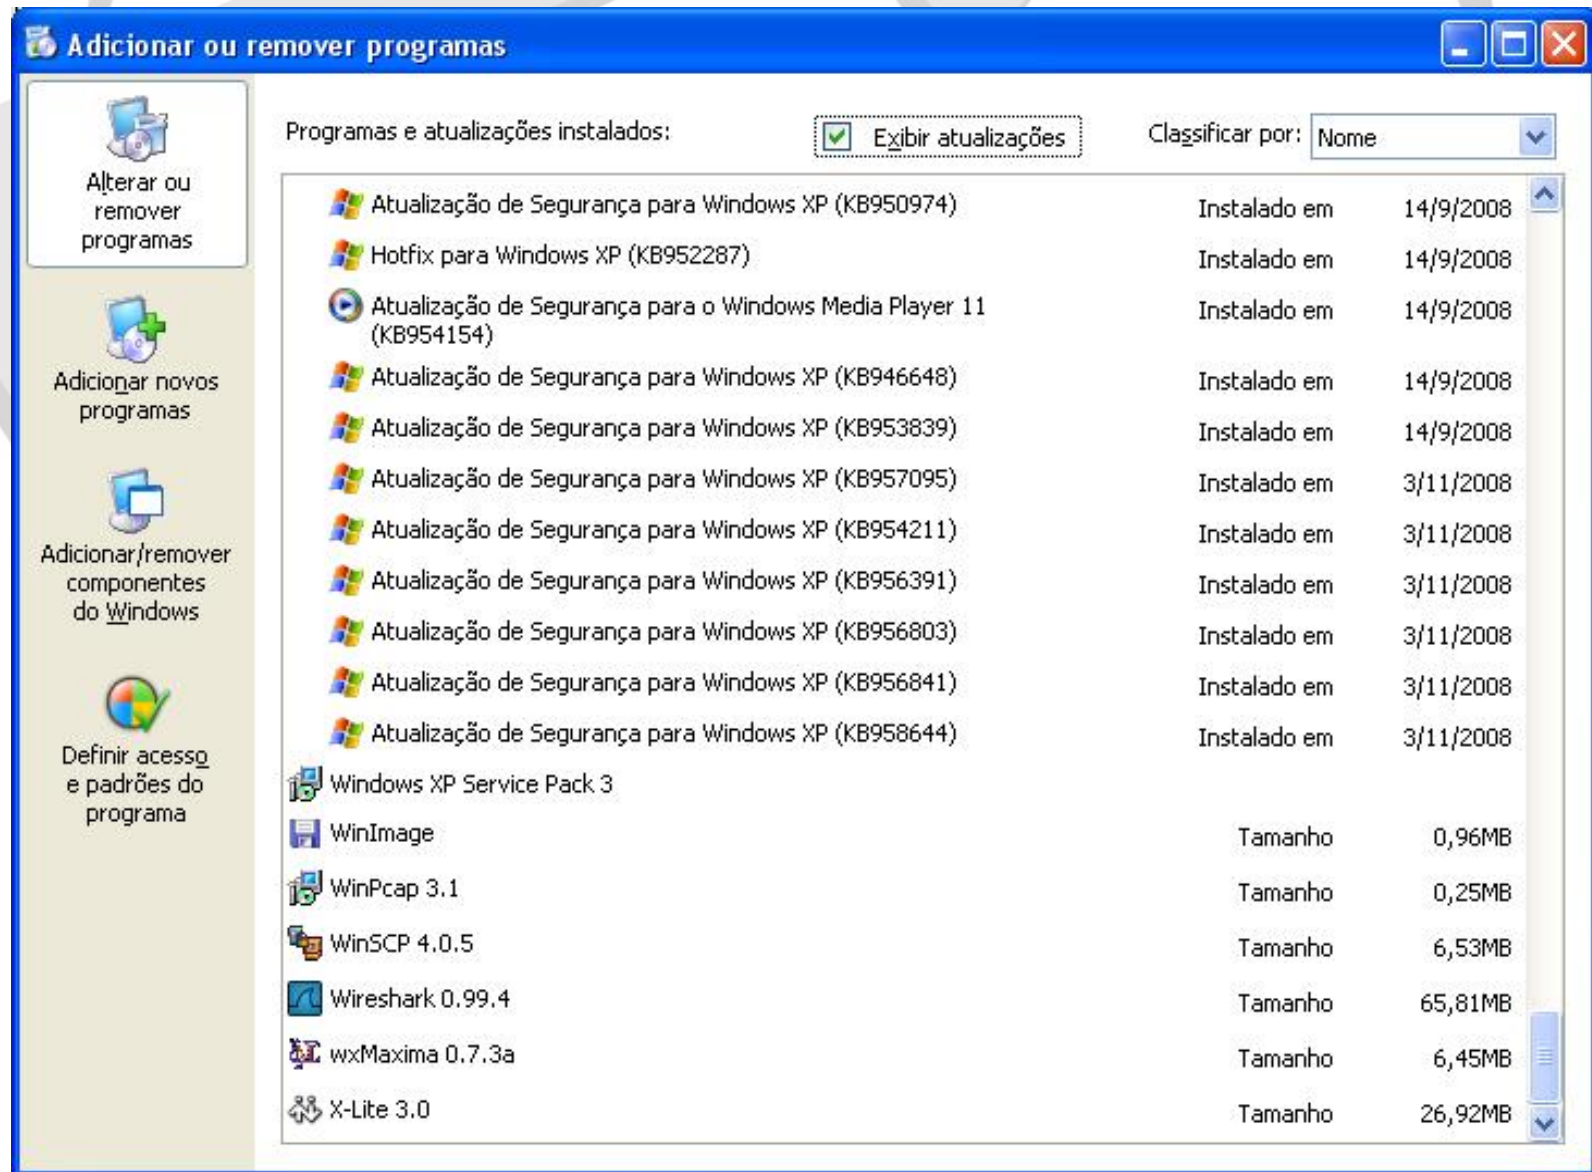 Adicionar ou remover programas
Alterar ou
remover
programas
Adicionar novos
programas
Adicionar/remover
componentes
do Windows
Definir acesso
e padrões do
programa
Programas e atualizações instalados:
Exibir atualizações
Classificar por: Nome
Atualização de Segurança para Windows XP (KB950974) Instalado em 14/9/2008
Hotfix para Windows XP (KB952287) Instalado em 14/9/2008
Atualização de Segurança para o Windows Media Player 11 Instalado em 14/9/2008
(KB954154)
Atualização de Segurança para Windows XP (KB946648) Instalado em 14/9/2008
Atualização de Segurança para Windows XP (KB953839) Instalado em 14/9/2008
Atualização de Segurança para Windows XP (KB957095) Instalado em 3/11/2008
Atualização de Segurança para Windows XP (KB954211) Instalado em 3/11/2008
Atualização de Segurança para Windows XP (KB956391) Instalado em 3/11/2008
Atualização de Segurança para Windows XP (KB956803) Instalado em 3/11/2008
Atualização de Segurança para Windows XP (KB956841) Instalado em 3/11/2008
Atualização de Segurança para Windows XP (KB958644) Instalado em 3/11/2008
Windows XP Service Pack 3
WinImage Tamanho 0,96MB
WinPcap 3.1 Tamanho 0,25MB
WinSCP 4.0.5 Tamanho 6,53MB
Wireshark 0.99.4 Tamanho 65,81MB
wxMaxima 0.7.3a Tamanho 6,45MB
X-Lite 3.0 Tamanho 26,92MB